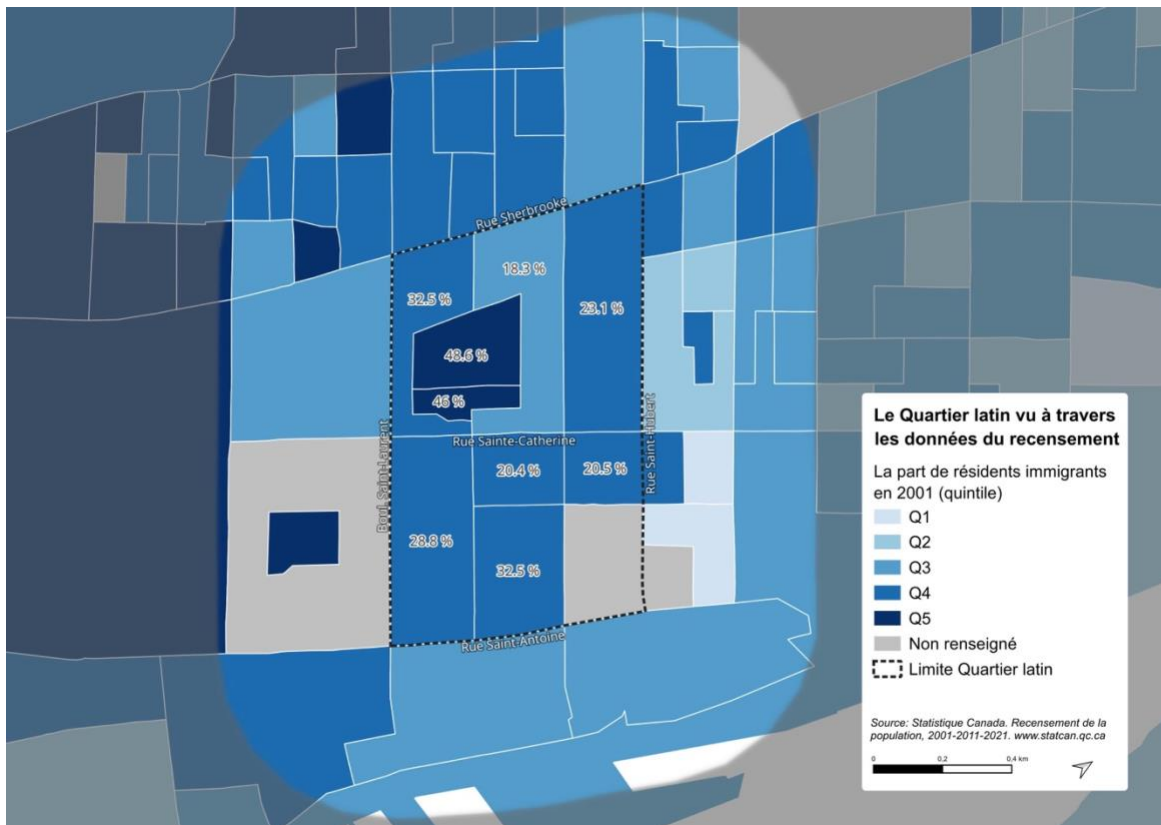 Rue Sherbrooke
18.3 %
32.5 %
23.1 %
48.6 %
46 %
Boul. Saint-Laurent
Rue Sainte-Catherine
Rue Saint-Hubert
20.4 %
20.5 %
28.8 %
32.5 %
Rue Saint-Antoine
Le Quartier latin vu à travers
les données du recensement
La part de résidents immigrants
en 2001 (quintile)
Q1
Q2
Q3
Q4
Q5
Non renseigné
Limite Quartier latin
Source: Statistique Canada. Recensement de la
population, 2001-2011-2021. www.statcan.qc.ca
0 0,2 0,4 km